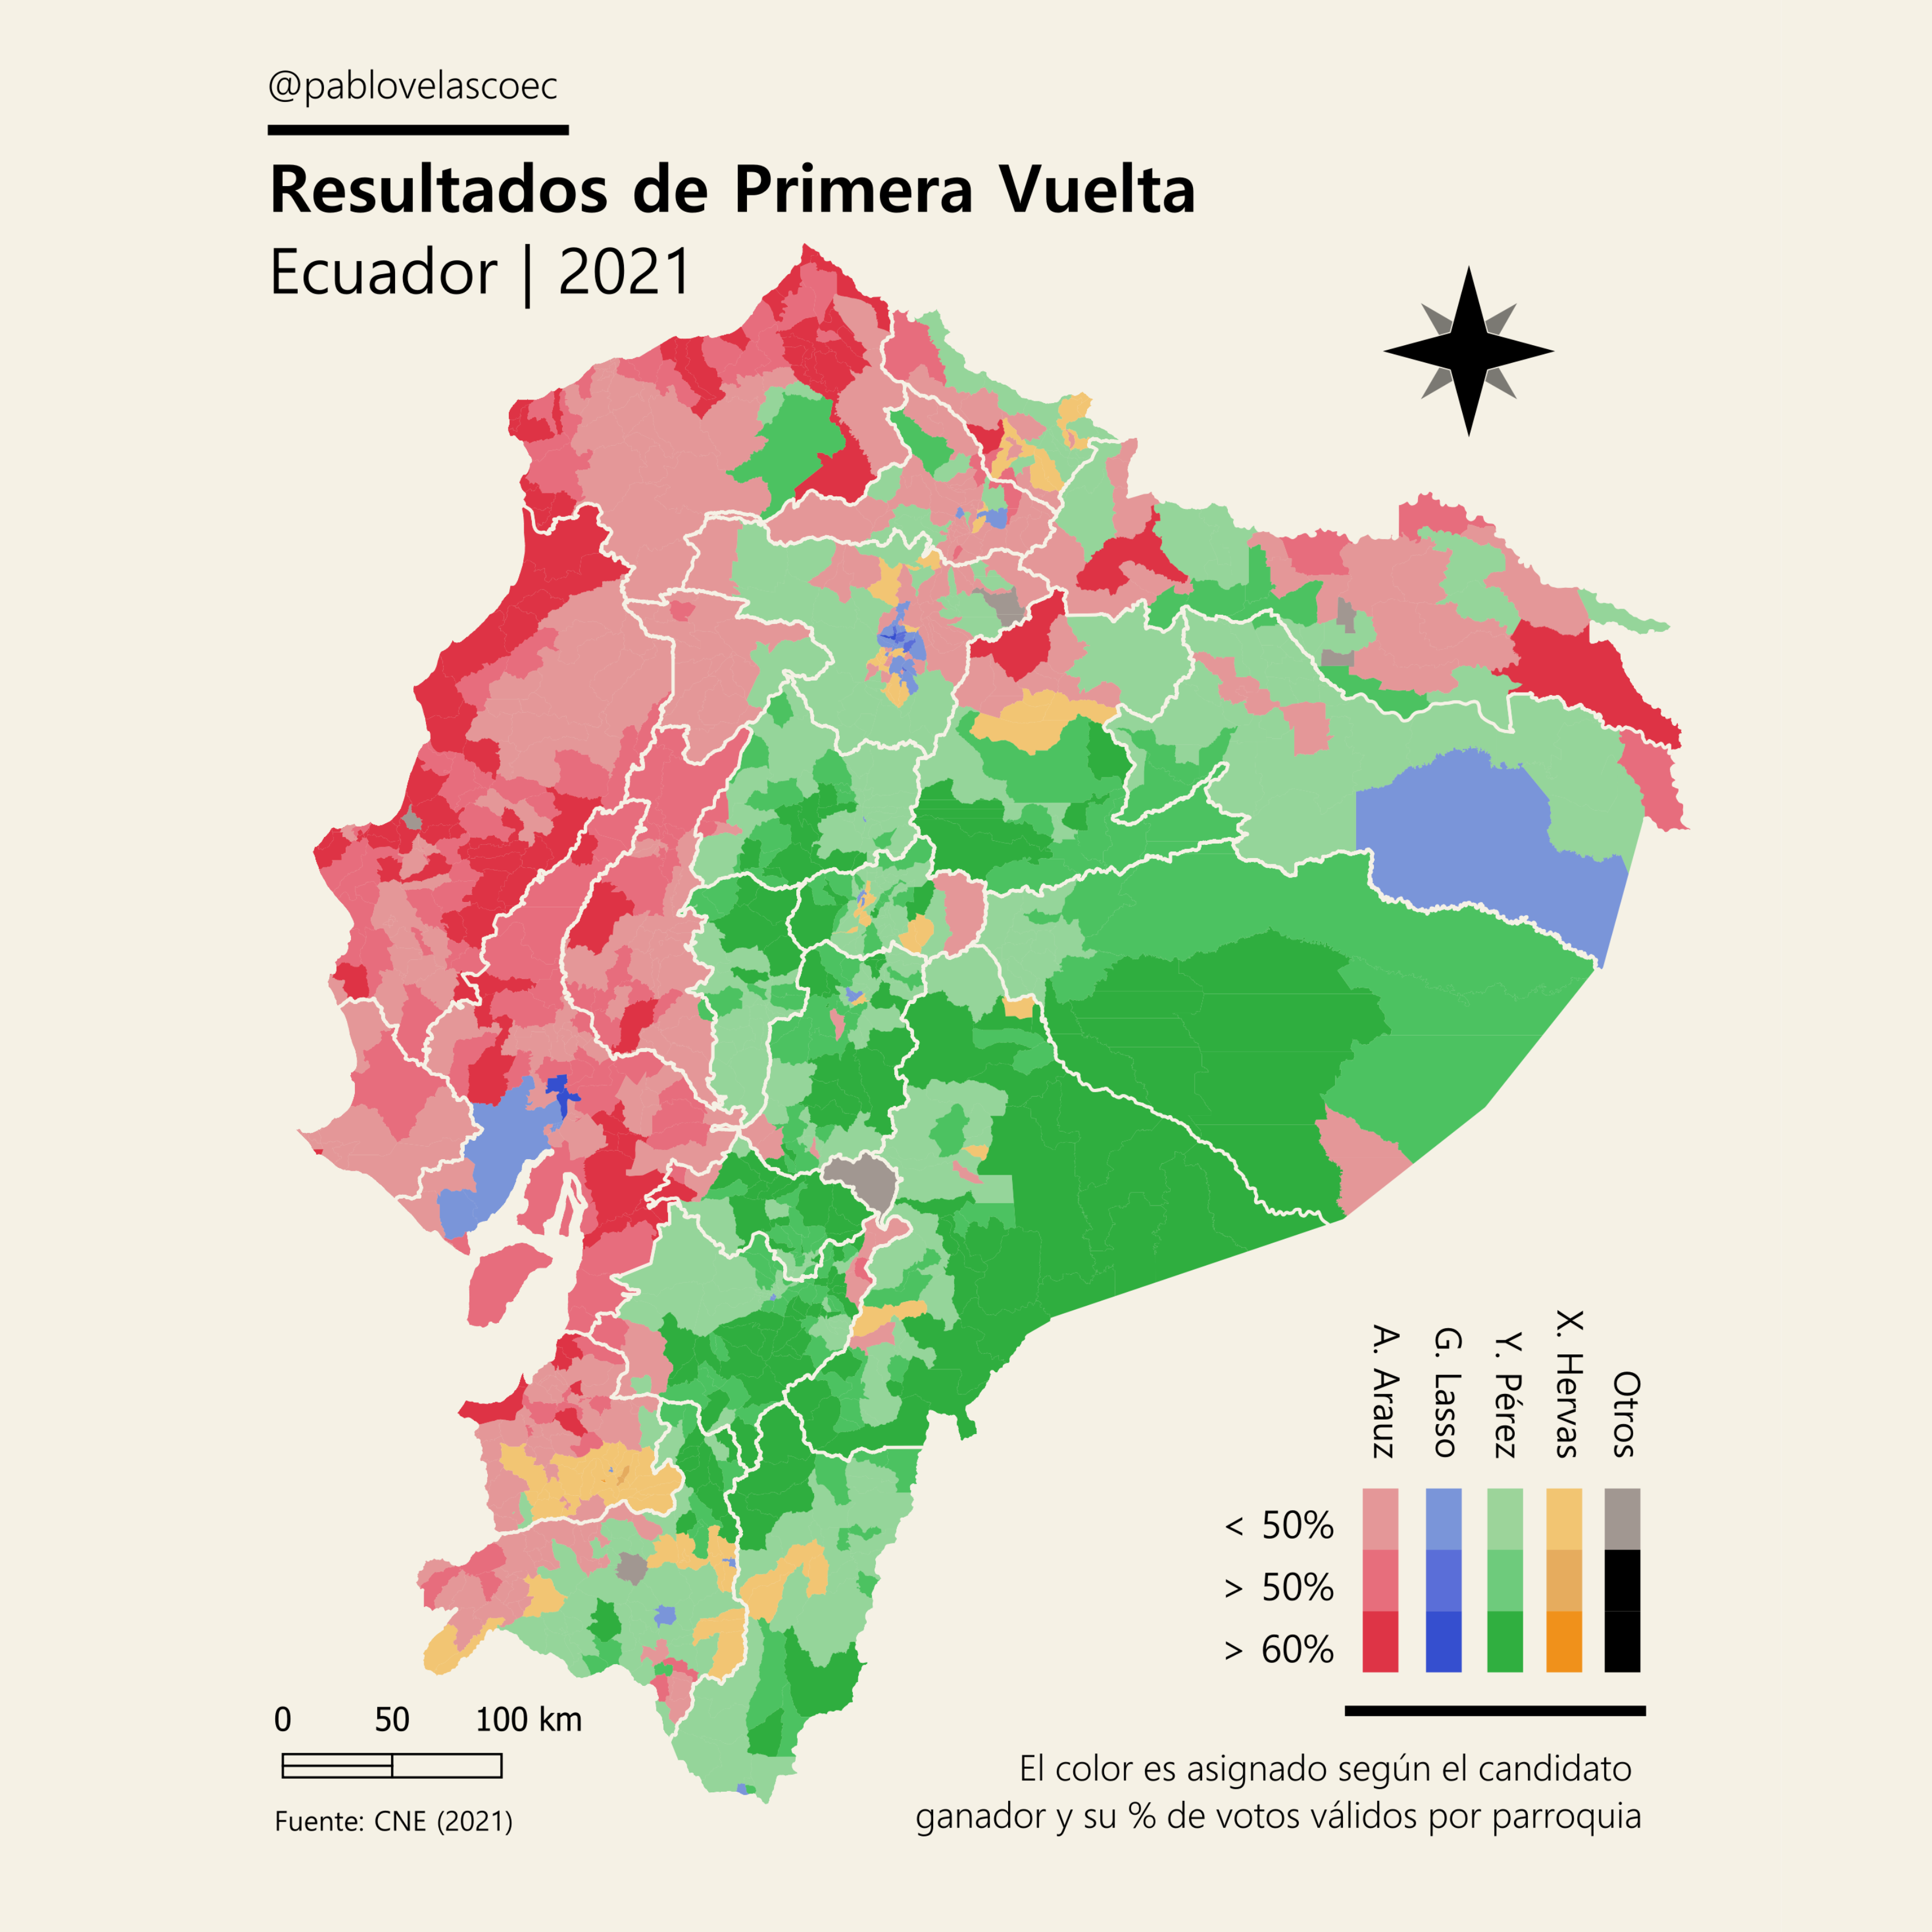 @pablovelascoec
Resultados de Primera Vuelta
Ecuador | 2021
A. Arauz
G. Lasso
Y. Pérez
X. Hervas
Otros
< 50%
> 50%
> 60%
0 50 100 km
Fuente: CNE (2021)
El color es asignado según el candidato
ganador y su % de votos válidos por parroquia